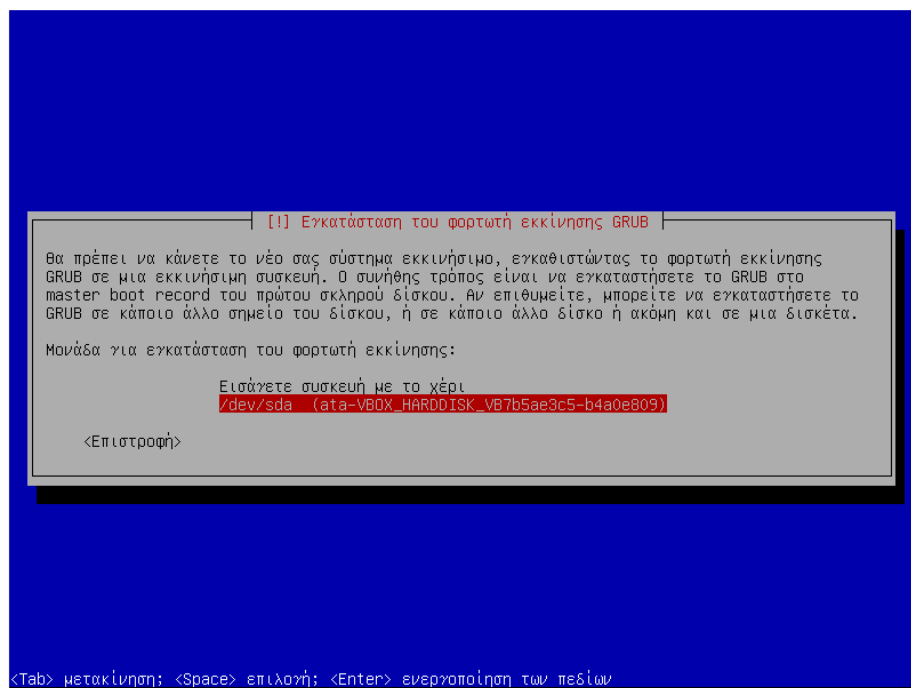 [!] Εγκατάσταση του φορτωτή εκκίνησης GRUB
Θα πρέπει να κάνετε το νέο σας σύστημα εκκινήσιμο, εγκαθιστώντας το φορτωτή εκκίνησης
GRUB σε μια εκκινήσιμη συσκευή. Ο συνήθης τρόπος είναι να εγκαταστήσετε το GRUB στο
master boot record του πρώτου σκληρού δίσκου. Αν επιθυμείτε, μπορείτε να εγκαταστήσετε το
GRUB σε κάποιο άλλο σημείο του δίσκου, ή σε κάποιο άλλο δίσκο ή ακόμη και σε μια δισκέτα.
Μονάδα για εγκατάσταση του φορτωτή εκκίνησης:
Εισάγετε συσκευή με το χέρι
/dev/sda (ata-VBOX_HARDDISK_VB7b5ae3c5-b4a0e809)
<Επιστροφή>
<Tab> μετακίνηση; <Space> επιλογή; <Enter> ενεργοποίηση των πεδίων